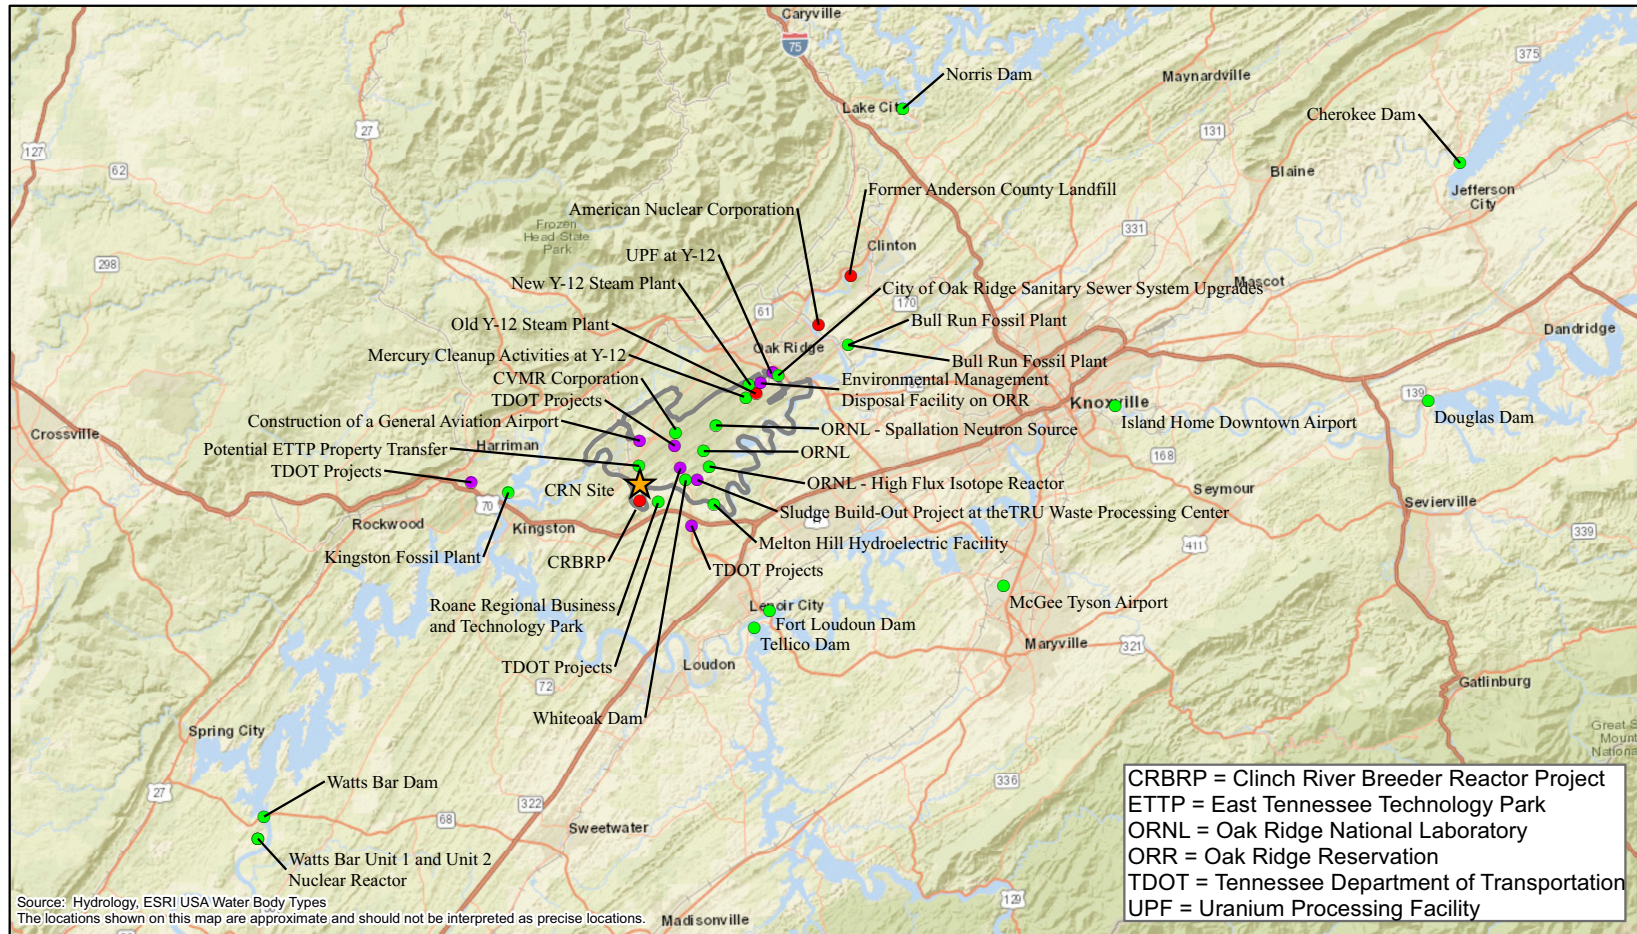 Caryville
75
375
Norris Dam
Maynardville
Lake City
Cherokee Dam
27
131
127
62
Blaine
Jefferson
City
Former Anderson County Landfill
American Nuclear Corporation
Frozen
Head State
Park
331
Clinton
UPF at Y-12
298
New Y-12 Steam Plant
Mascot
City of Oak Ridge Sanitary Sewer System Upgrades
170
61
Old Y-12 Steam Plant
Bull Run Fossil Plant
Dandridge
Oak Ridge
Mercury Cleanup Activities at Y-12
Bull Run Fossil Plant
CVMR Corporation
Environmental Management
Disposal Facility on ORR
139
TDOT Projects
Knoxville
Construction of a General Aviation Airport
Island Home Downtown Airport
Douglas Dam
ORNL - Spallation Neutron Source
Crossville
Harriman
Potential ETTP Property Transfer
ORNL
168
TDOT Projects
ORNL - High Flux Isotope Reactor
CRN Site
Seymour
70
Sevierville
Sludge Build-Out Project at theTRU Waste Processing Center
Rockwood
Kingston
339
Melton Hill Hydroelectric Facility
411
Kingston Fossil Plant
CRBRP
TDOT Projects
McGee Tyson Airport
Roane Regional Business
and Technology Park
Lenoir City
Fort Loudoun Dam
Tellico Dam
Maryville
321
TDOT Projects
Loudon
Gatlinburg
72
Whiteoak Dam
Spring City
Great S
Mount
Nationa
Watts Bar Dam
336
27
322
68
Sweetwater
Watts Bar Unit 1 and Unit 2
Nuclear Reactor
129
Madisonville
CRBRP = Clinch River Breeder Reactor Project
ETTP = East Tennessee Technology Park
ORNL = Oak Ridge National Laboratory
ORR = Oak Ridge Reservation
TDOT = Tennessee Department of Transportation
UPF = Uranium Processing Facility
Source: Hydrology, ESRI USA Water Body Types
The locations shown on this map are approximate and should not be interpreted as precise locations.